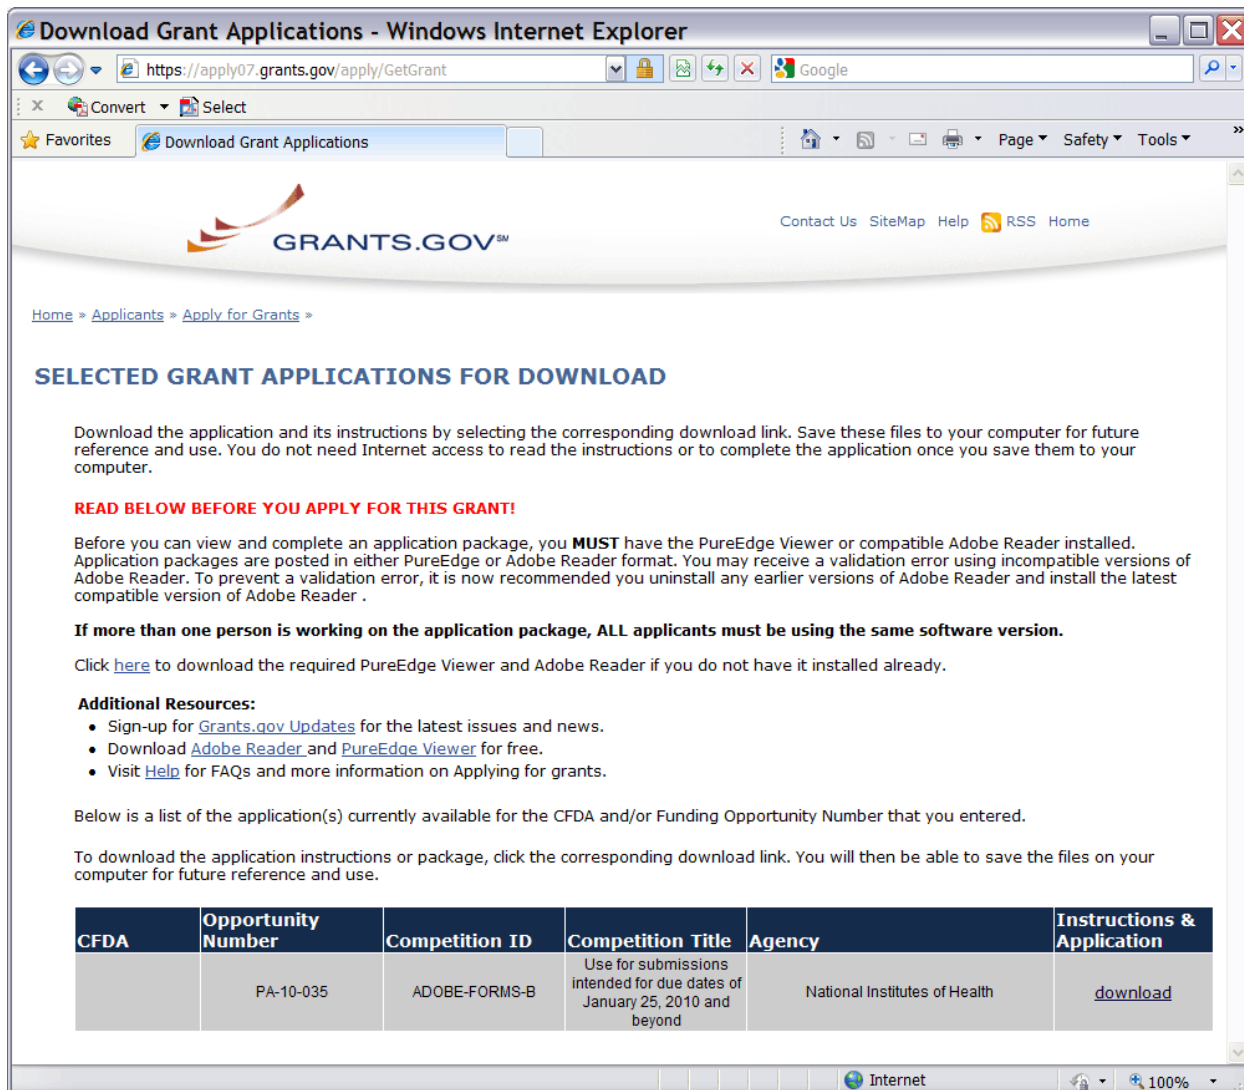 Download Grant Applications - Windows Internet Explorer
https://apply07.grants.gov/apply/GetGrant
Google
x Convert Select
Favorites Download Grant Applications Page Safety Tools »
GRANTS.GOV℠
Contact Us SiteMap Help RSS Home
Home » Applicants » Apply for Grants »
SELECTED GRANT APPLICATIONS FOR DOWNLOAD
Download the application and its instructions by selecting the corresponding download link. Save these files to your computer for future
reference and use. You do not need Internet access to read the instructions or to complete the application once you save them to your
computer.
READ BELOW BEFORE YOU APPLY FOR THIS GRANT!
Before you can view and complete an application package, you MUST have the PureEdge Viewer or compatible Adobe Reader installed.
Application packages are posted in either PureEdge or Adobe Reader format. You may receive a validation error using incompatible versions of
Adobe Reader. To prevent a validation error, it is now recommended you uninstall any earlier versions of Adobe Reader and install the latest
compatible version of Adobe Reader .
If more than one person is working on the application package, ALL applicants must be using the same software version.
Click here to download the required PureEdge Viewer and Adobe Reader if you do not have it installed already.
Additional Resources:
• Sign-up for Grants.gov Updates for the latest issues and news.
• Download Adobe Reader and PureEdge Viewer for free.
• Visit Help for FAQs and more information on Applying for grants.
Below is a list of the application(s) currently available for the CFDA and/or Funding Opportunity Number that you entered.
To download the application instructions or package, click the corresponding download link. You will then be able to save the files on your
computer for future reference and use.
CFDA
Opportunity
Number
Competition ID
Competition Title
Agency
Instructions &
Application
PA-10-035
ADOBE-FORMS-B
Use for submissions
intended for due dates of
January 25, 2010 and
beyond
National Institutes of Health
download
Internet 100%